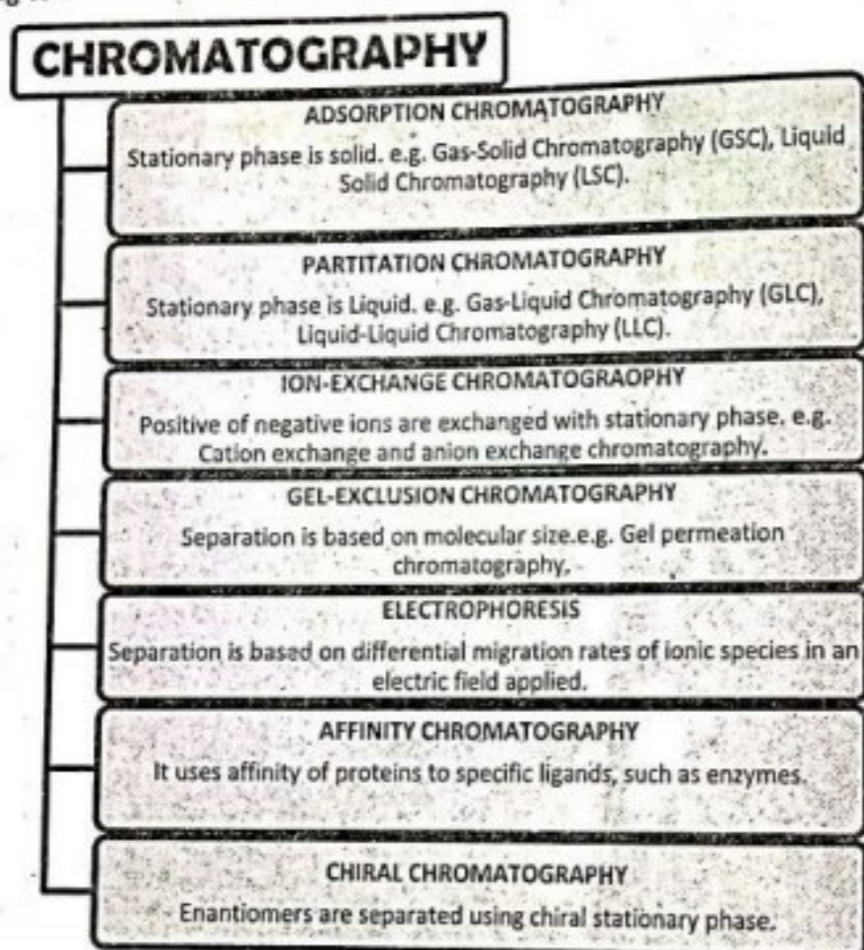 CHROMATOGRAPHY
ADSORPTION CHROMATOGRAPHY
Stationary phase is solid. e.g. Gas-Solid Chromatography (GSC), Liquid
Solid Chromatography (LSC).
PARTITATION CHROMATOGRAPHY
Stationary phase is Liquid. e.g. Gas-Liquid Chromatography (GLC),
Liquid-Liquid Chromatography (LLC).
ION-EXCHANGE CHROMATOGRAOPHY
Positive of negative ions are exchanged with stationary phase. e.g.
Cation exchange and anion exchange chromatography.
GEL-EXCLUSION CHROMATOGRAPHY
Separation is based on molecular size.e.g. Gel permeation
chromatography.
ELECTROPHORESIS
Separation is based on differential migration rates of ionic species in an
electric field applied.
AFFINITY CHROMATOGRAPHY
It uses affinity of proteins to specific ligands, such as enzymes.
CHIRAL CHROMATOGRAPHY
Enantiomers are separated using chiral stationary phase.